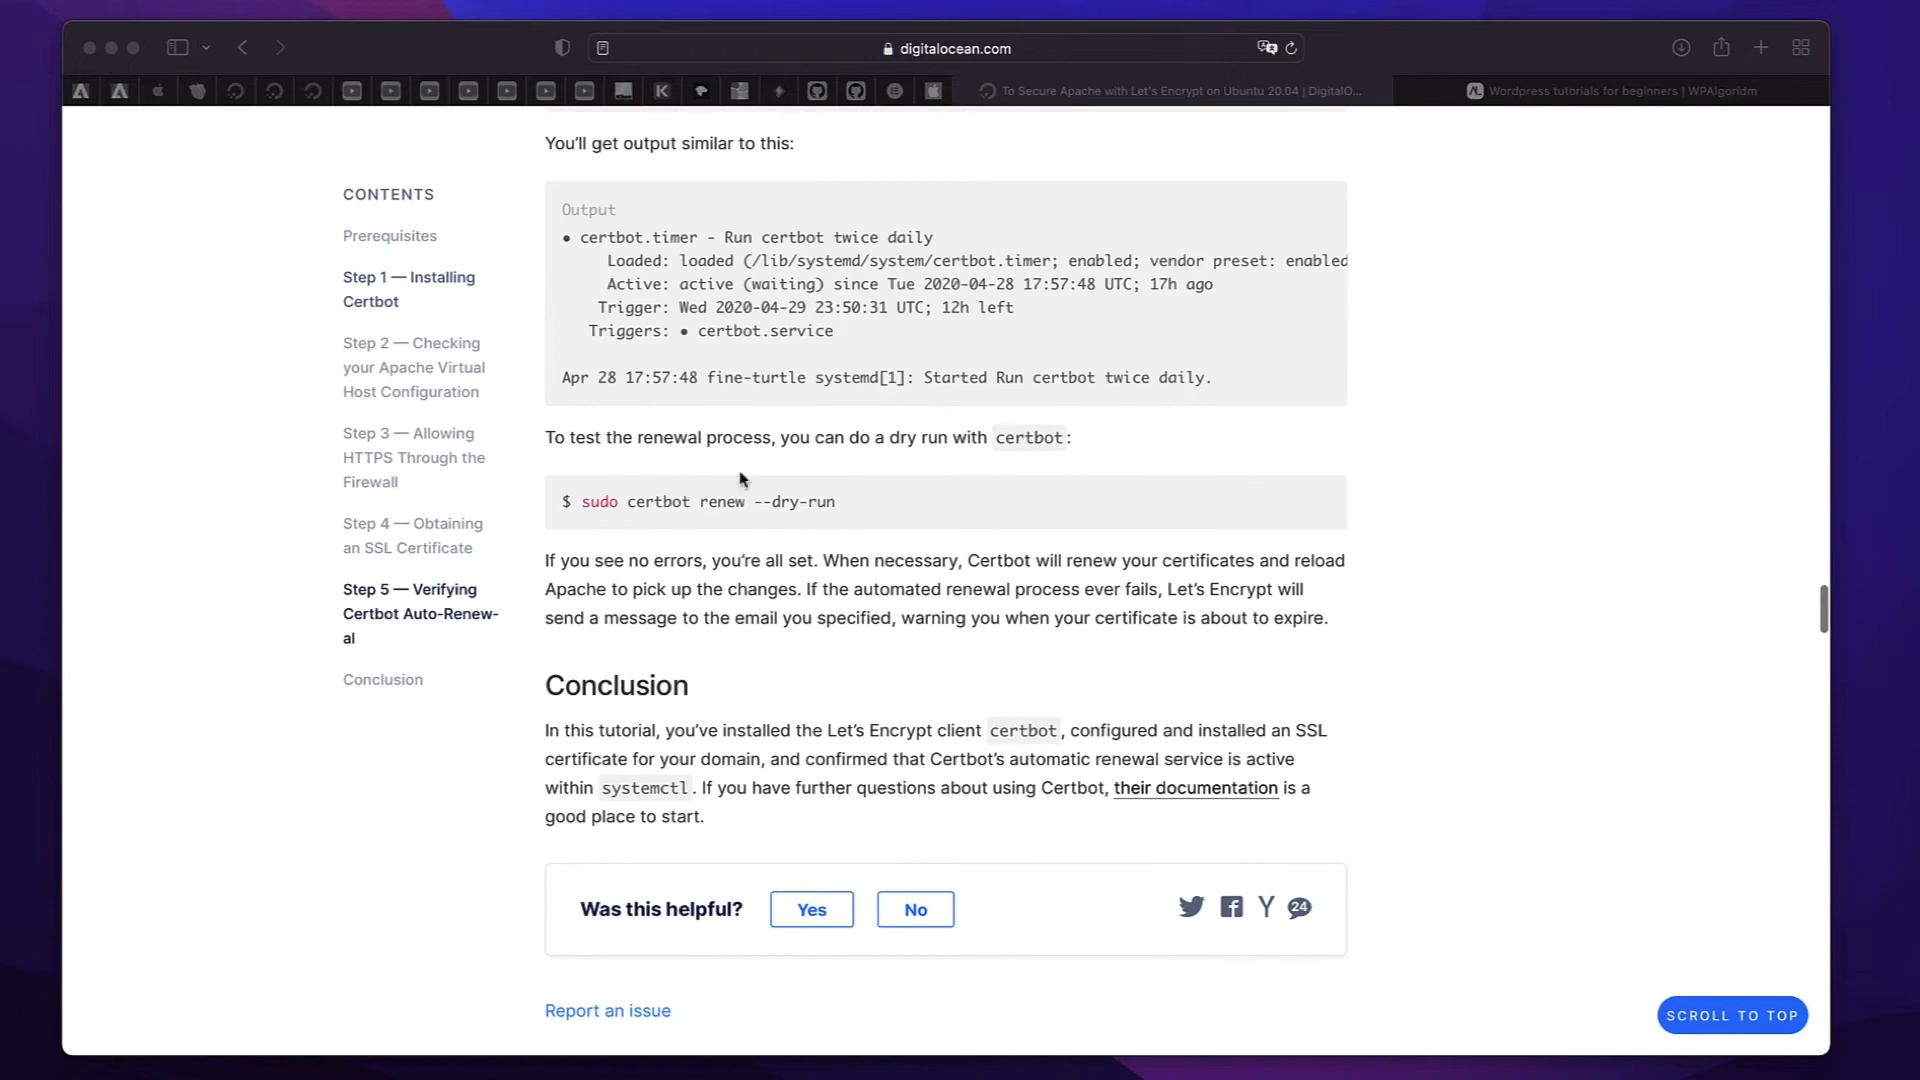 digitalocean.com
To Secure Apache with Let's Encrypt on Ubuntu 20.04 | DigitalO...
Wordpress tutorials for beginners | WPAlgoridm
You'll get output similar to this:
CONTENTS
Prerequisites
Step 1 — Installing
Certbot
Step 2 — Checking
your Apache Virtual
Host Configuration
Step 3 — Allowing
HTTPS Through the
Firewall
Step 4 — Obtaining
an SSL Certificate
Step 5 — Verifying
Certbot Auto-Renew-
al
Conclusion
Output
● certbot.timer - Run certbot twice daily
Loaded: loaded (/lib/systemd/system/certbot.timer; enabled; vendor preset: enabled
Active: active (waiting) since Tue 2020-04-28 17:57:48 UTC; 17h ago
Trigger: Wed 2020-04-29 23:50:31 UTC; 12h left
Triggers: ● certbot.service
Apr 28 17:57:48 fine-turtle systemd[1]: Started Run certbot twice daily.
To test the renewal process, you can do a dry run with certbot:
$ sudo certbot renew --dry-run
If you see no errors, you're all set. When necessary, Certbot will renew your certificates and reload
Apache to pick up the changes. If the automated renewal process ever fails, Let's Encrypt will
send a message to the email you specified, warning you when your certificate is about to expire.
Conclusion
In this tutorial, you've installed the Let's Encrypt client certbot, configured and installed an SSL
certificate for your domain, and confirmed that Certbot's automatic renewal service is active
within systemctl. If you have further questions about using Certbot, their documentation is a
good place to start.
Was this helpful?
Yes
No
24
Report an issue
SCROLL TO TOP